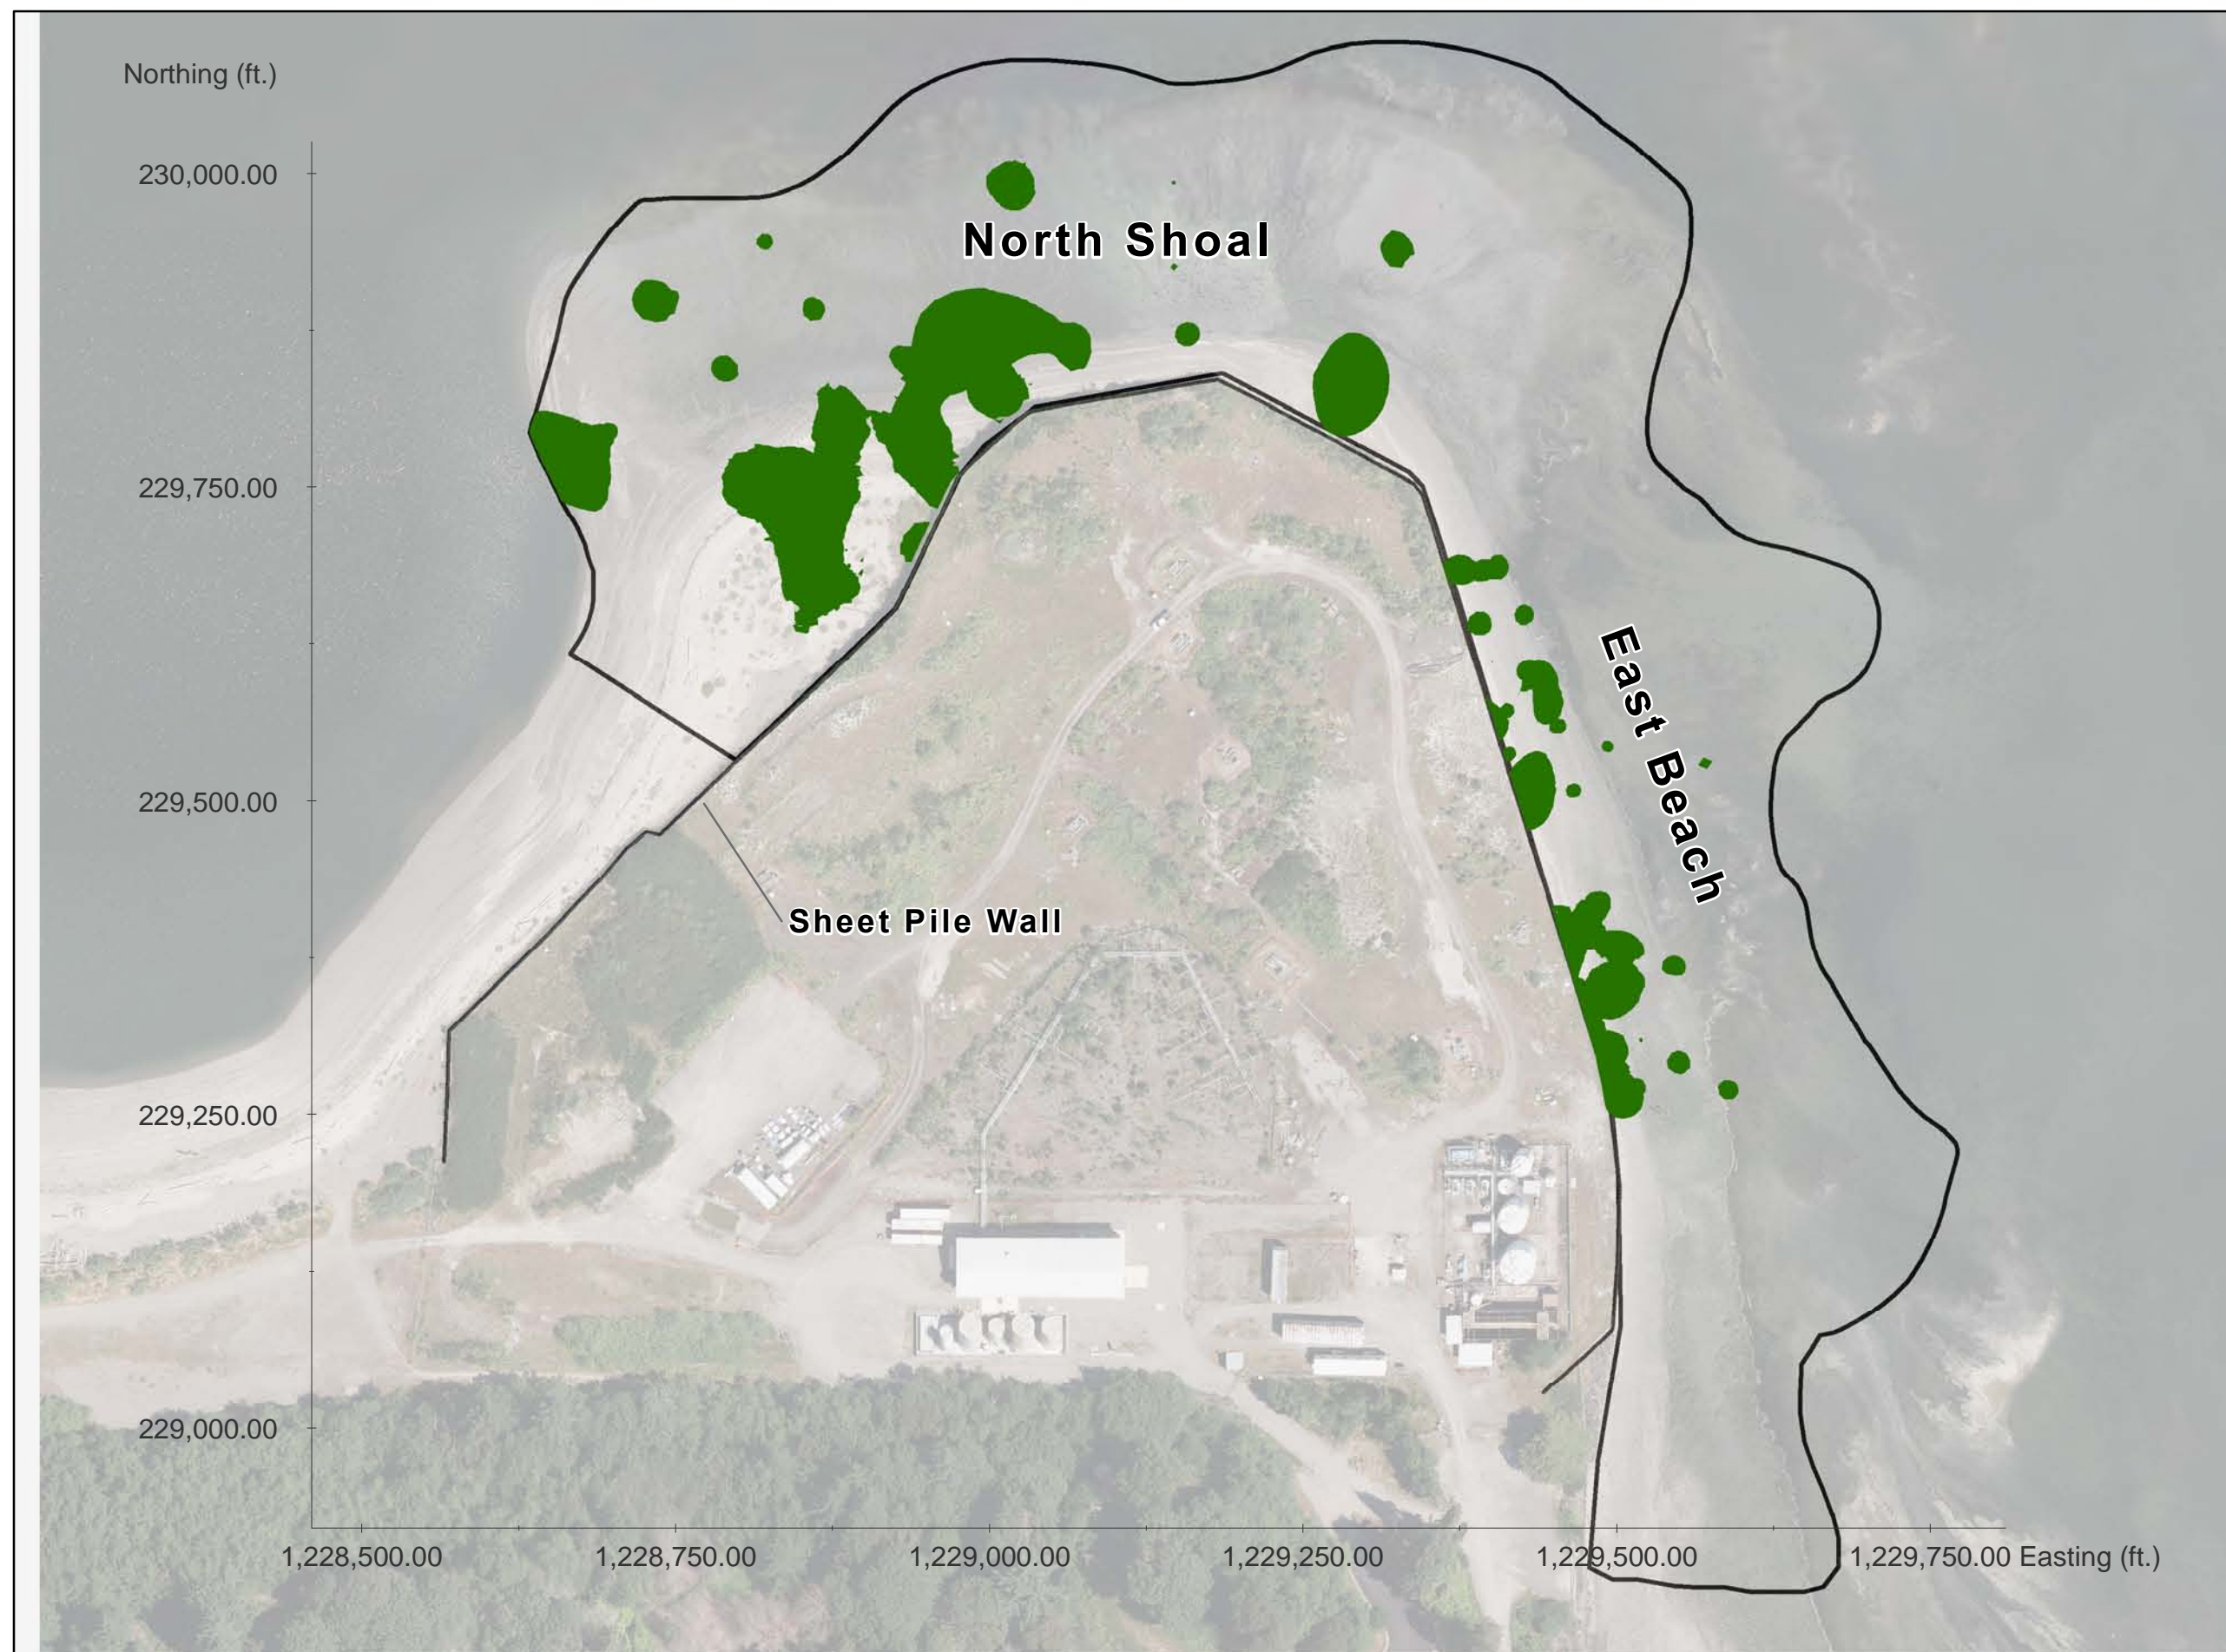 Northing (ft.)
230,000.00
North Shoal
229,750.00
East Beach
229,500.00
Sheet Pile Wall
229,250.00
229,000.00
1,228,500.00
1,228,750.00
1,229,000.00
1,229,250.00
1,229,500.00
1,229,750.00
Easting (ft.)